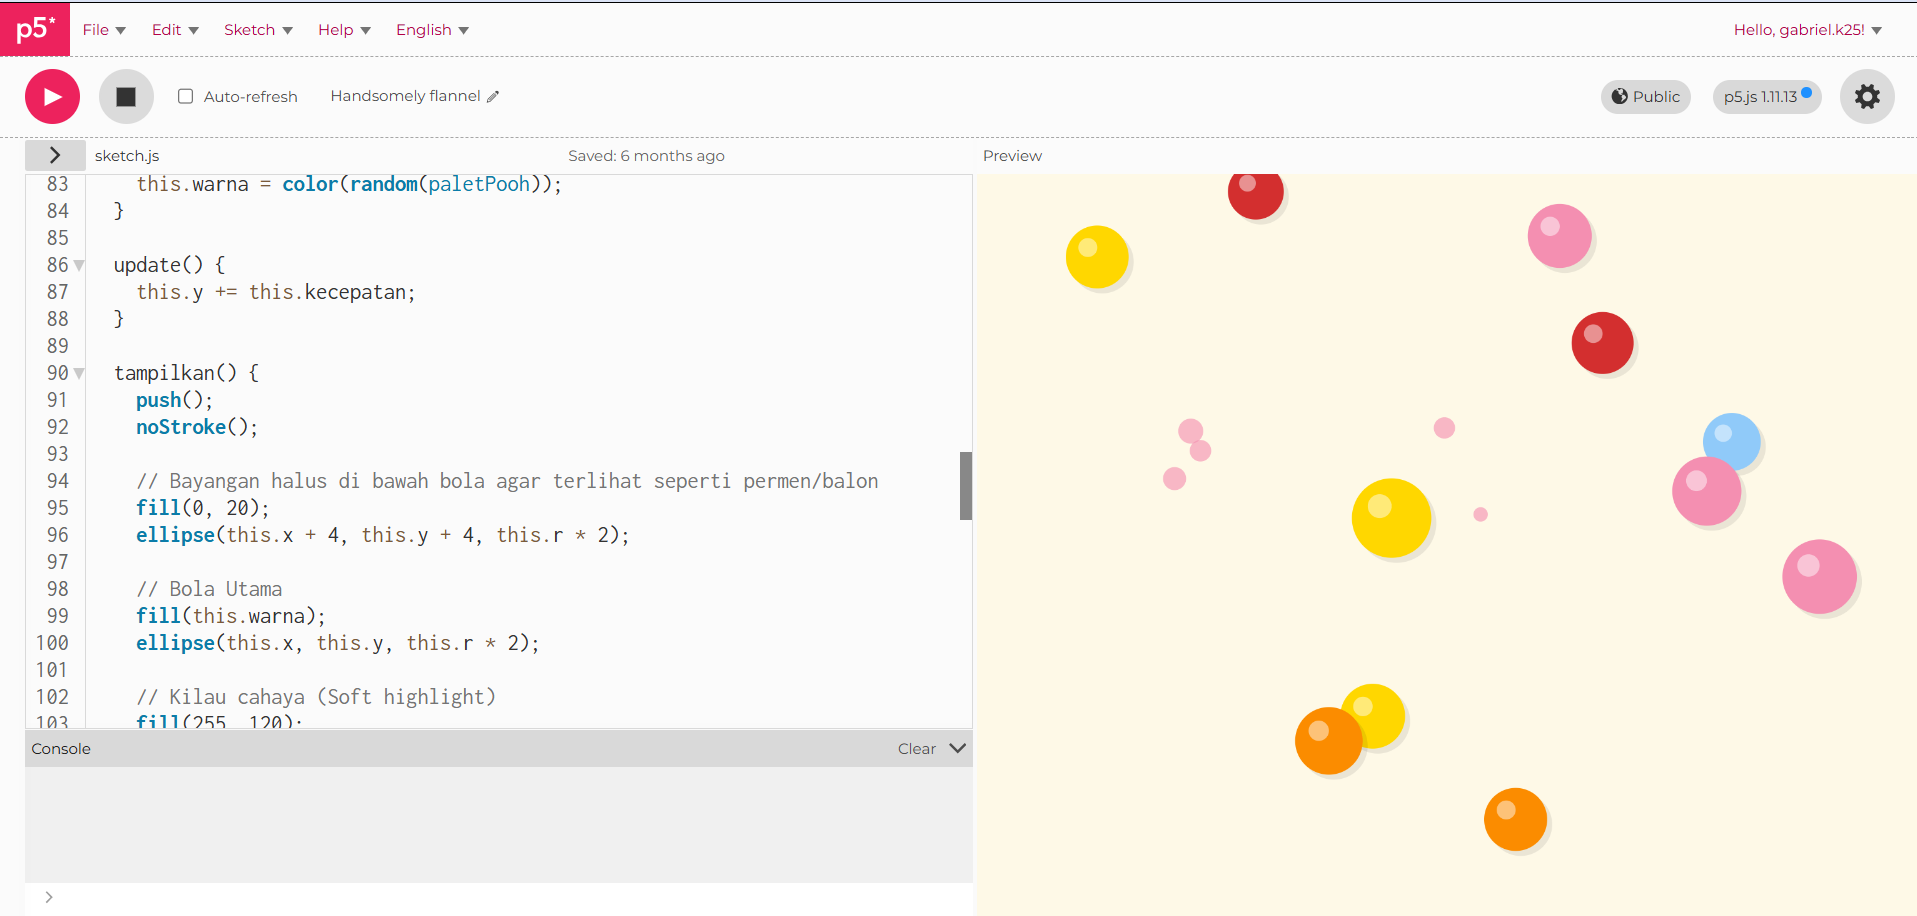 p5* File Edit Sketch Help English Hello, gabriel.k25!
Auto-refresh Handsomely flannel Public p5.js 1.11.13
> sketch.js Saved: 6 months ago Preview
83 this.warna = color(random(paletPooh));
84 }
85
86 update() {
87 this.y += this.kecepatan;
88 }
89
90 tampilkan() {
91 push();
92 noStroke();
93
94 // Bayangan halus di bawah bola agar terlihat seperti permen/balon
95 fill(0, 20);
96 ellipse(this.x + 4, this.y + 4, this.r * 2);
97
98 // Bola Utama
99 fill(this.warna);
100 ellipse(this.x, this.y, this.r * 2);
101
102 // Kilau cahaya (Soft highlight)
103 fill(255, 120);
Console Clear
>